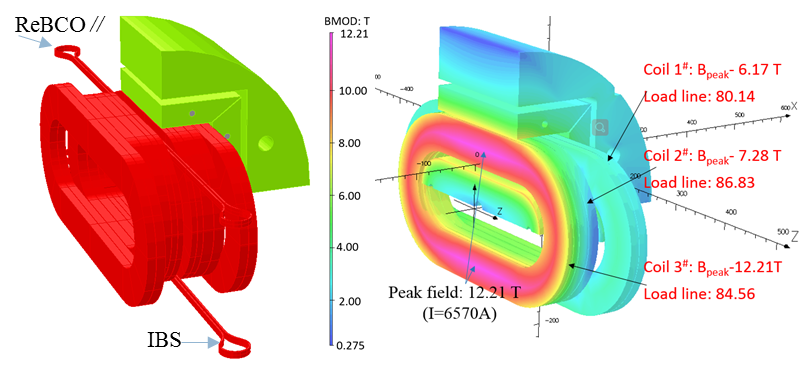 ReBCO //
IBS
BMOD: T
12.21
10.00
8.00
6.00
4.00
2.00
0.275
00
-400
-100
0
Z
200
300
400
500
Z
200
500
600
X
-200
Coil 1#: Bpeak- 6.17 T
Load line: 80.14
Coil 2#: Bpeak- 7.28 T
Load line: 86.83
Coil 3#: Bpeak-12.21T
Load line: 84.56
Peak field: 12.21 T
(I=6570A)